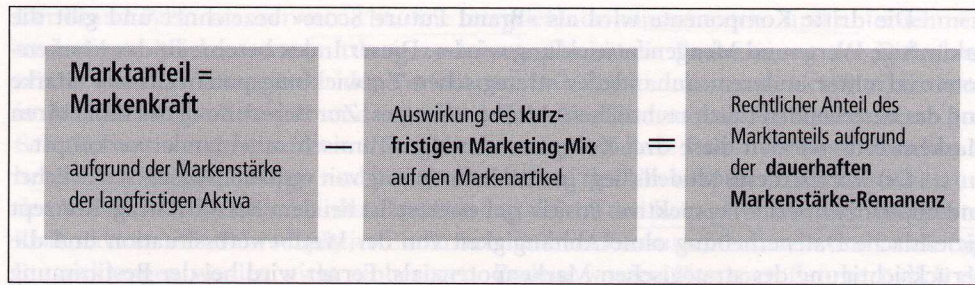 Marktanteil =
Markenkraft
aufgrund der Markenstärke
der langfristigen Aktiva
Auswirkung des kurz-
fristigen Marketing-Mix
auf den Markenartikel
=
Rechtlicher Anteil des
Marktanteils aufgrund
der dauerhaften
Markenstärke-Remanenz